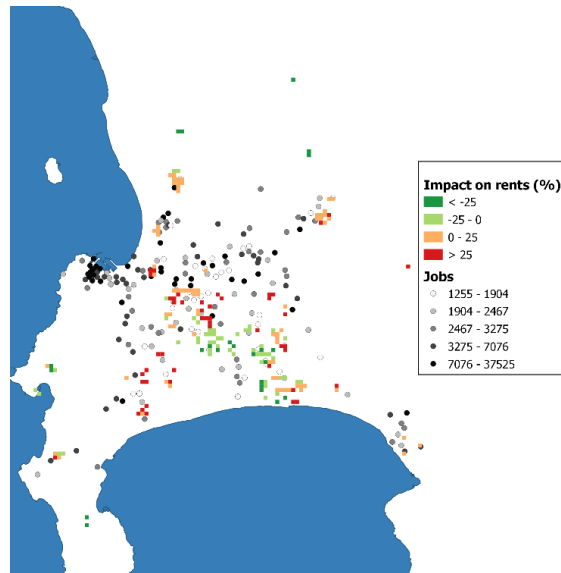 Impact on rents (%)
< -25
-25 - 0
0 - 25
> 25
Jobs
1255 - 1904
1904 - 2467
2467 - 3275
3275 - 7076
7076 - 37525